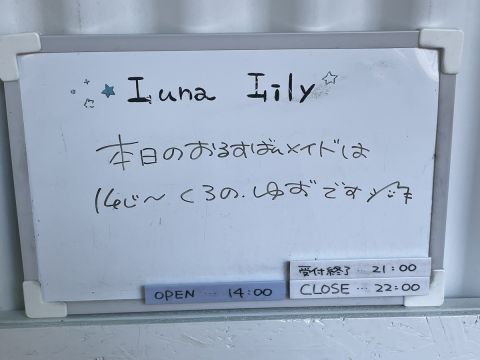 Luna Lily
本日のおるすばんメイドは
14じ〜 くろの.ゆおです
受付終了 … 21:00
OPEN … 14:00
CLOSE … 22:00